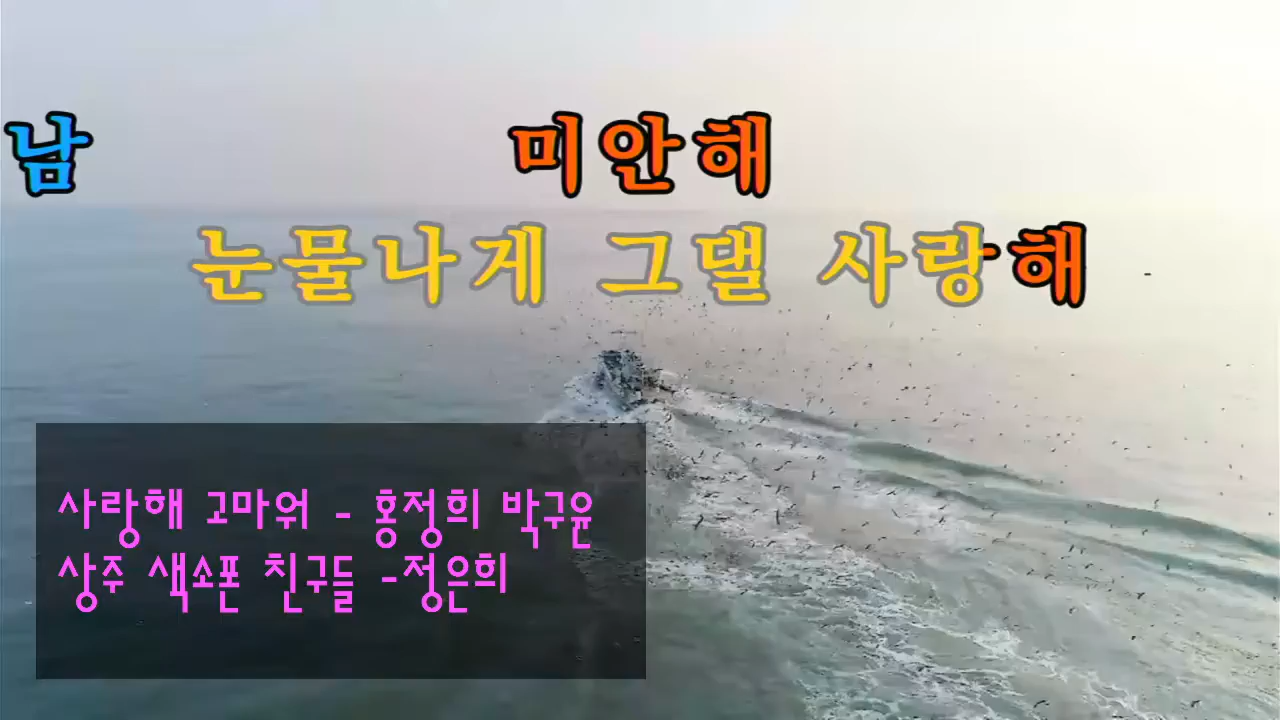 남 미안해
눈물나게 그댈 사랑해
사랑해 고마워 - 홍정희 박구윤
상주 색소폰 친구들 -정은희